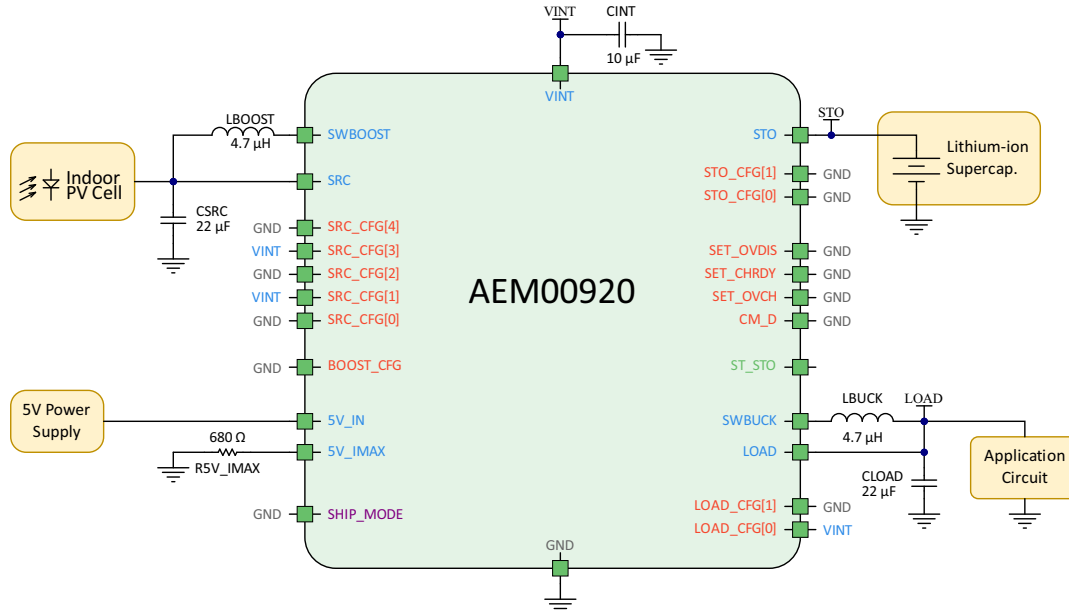 VINT
CINT
10 µF
VINT
LBOOST
4.7 µH
SWBOOST
Indoor
PV Cell
SRC
CSRC
22 µF
GND SRC_CFG[4]
VINT SRC_CFG[3]
GND SRC_CFG[2]
VINT SRC_CFG[1]
GND SRC_CFG[0]
GND BOOST_CFG
5V Power
Supply
5V_IN
680 Ω
R5V_IMAX
5V_IMAX
GND SHIP_MODE
AEM00920
STO
STO
Lithium-ion
Supercap.
STO_CFG[1] GND
STO_CFG[0] GND
SET_OVDIS GND
SET_CHRDY GND
SET_OVCH GND
CM_D GND
ST_STO
SWBUCK
LBUCK
4.7 µH
LOAD
LOAD
CLOAD
22 µF
Application
Circuit
LOAD_CFG[1] GND
LOAD_CFG[0] VINT
GND